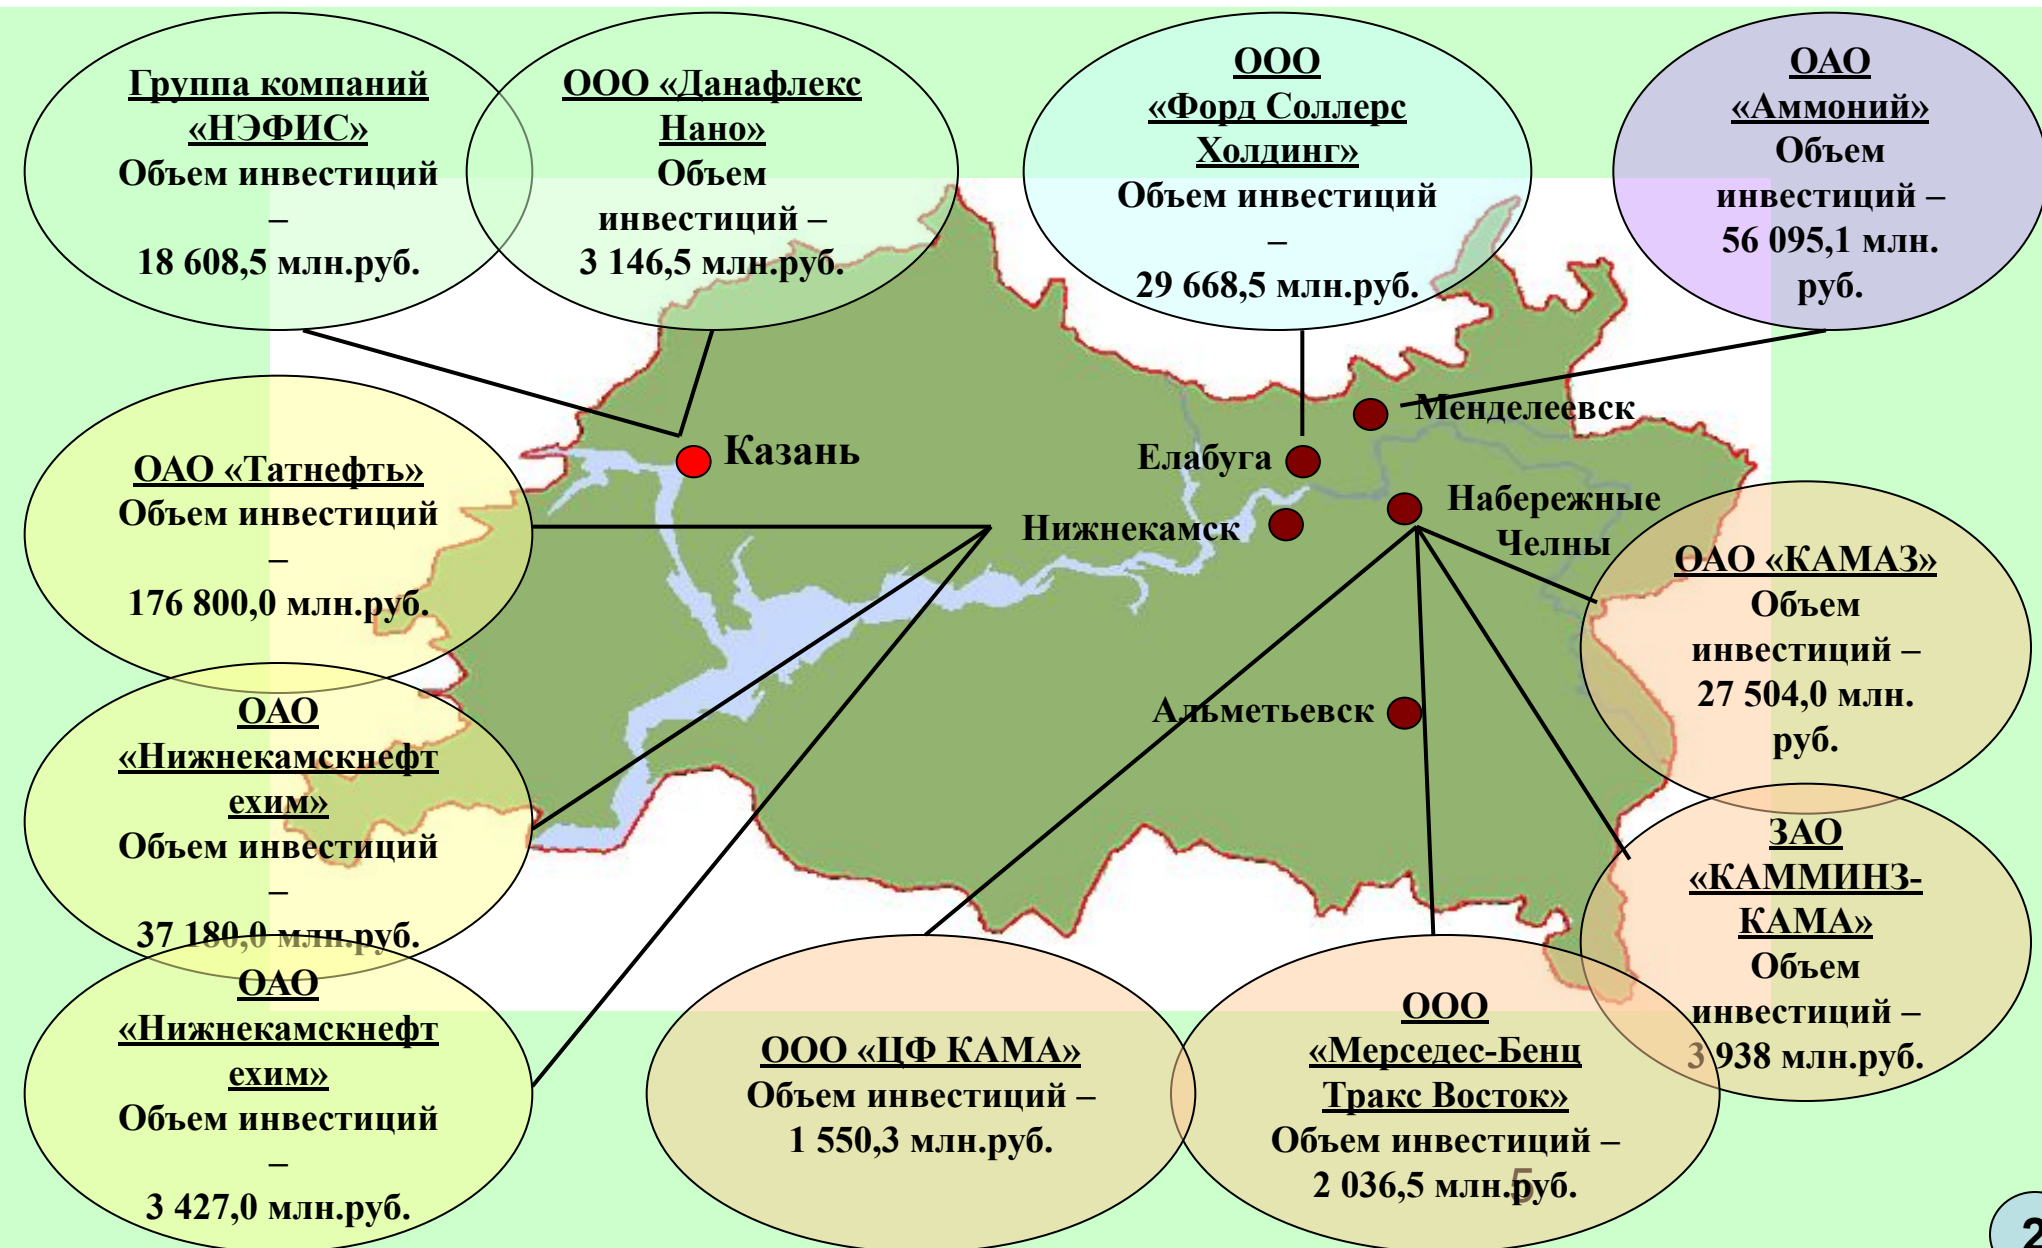 Группа компаний
«НЭФИС»
Объем инвестиций
–
18 608,5 млн.руб.
ООО «Данафлекс
Нано»
Объем
инвестиций –
3 146,5 млн.руб.
ООО
«Форд Соллерс
Холдинг»
Объем инвестиций
–
29 668,5 млн.руб.
ОАО
«Аммоний»
Объем
инвестиций –
56 095,1 млн.
руб.
Менделеевск
Казань
Елабуга
Набережные
Челны
Нижнекамск
Альметьевск
ОАО «Татнефть»
Объем инвестиций
–
176 800,0 млн.руб.
ОАО
«Нижнекамскнефт
ехим»
Объем инвестиций
–
37 180,0 млн.руб.
ОАО
«Нижнекамскнефт
ехим»
Объем инвестиций
–
3 427,0 млн.руб.
ОАО «КАМАЗ»
Объем
инвестиций –
27 504,0 млн.
руб.
ЗАО
«КАММИНЗ-
КАМА»
Объем
инвестиций –
3 938 млн.руб.
ООО «ЦФ КАМА»
Объем инвестиций –
1 550,3 млн.руб.
ООО
«Мерседес-Бенц
Тракс Восток»
Объем инвестиций –
2 036,5 млн.руб.
5
2